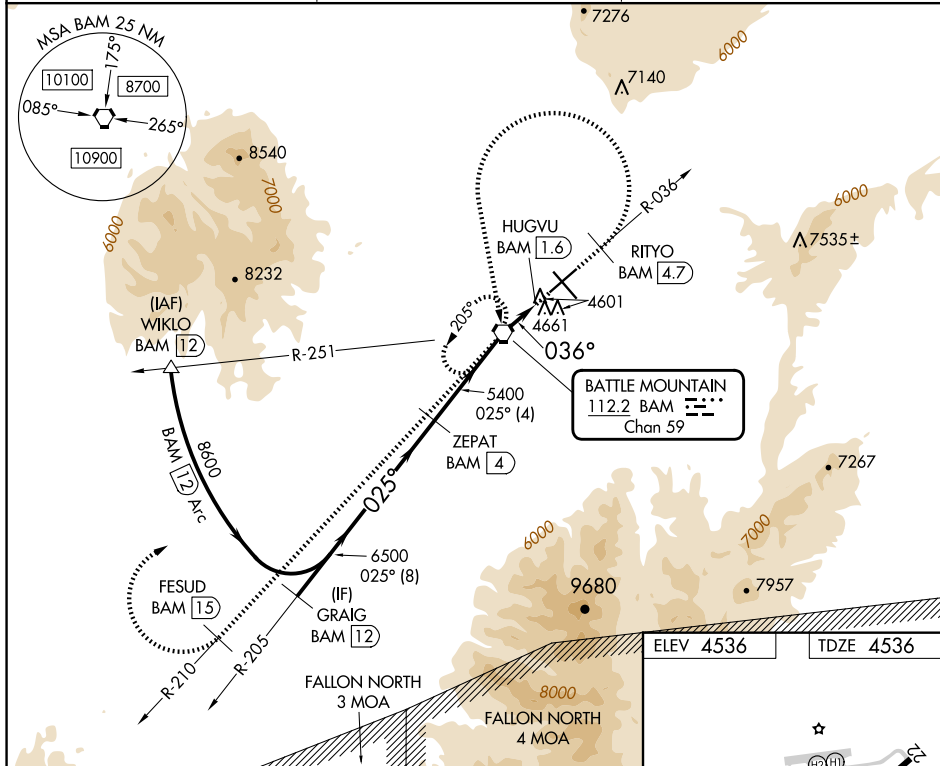 MSA BAM 25 NM
175°
10100
8700
085°
265°
10900
7276
6000
7140
8540
7000
6000
8232
R-036
HUGVU
BAM 1.6
RITYO
BAM 4.7
6000
7535±
4601
4661
(IAF)
WIKLO
BAM 12
R-251
205°
036°
5400
025° (4)
BATTLE MOUNTAIN
112.2 BAM
Chan 59
ZEPAT
BAM 4
8600
BAM 12 Arc
025°
7267
7000
6000
6500
025° (8)
FESUD
BAM 15
(IF)
GRAIG
BAM 12
9680
7957
R-210
R-205
ELEV 4536
TDZE 4536
FALLON NORTH
3 MOA
8000
FALLON NORTH
4 MOA
22
H2 H1